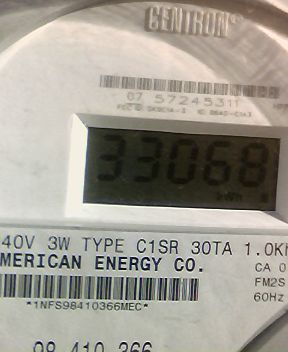 CENTRON®
07 57245311
33068
kWh
40V 3W TYPE C1SR 30TA 1.0K
MERICAN ENERGY CO.
CA 0
FM2S
60Hz
*1NFS98410366MEC*
98 410 366